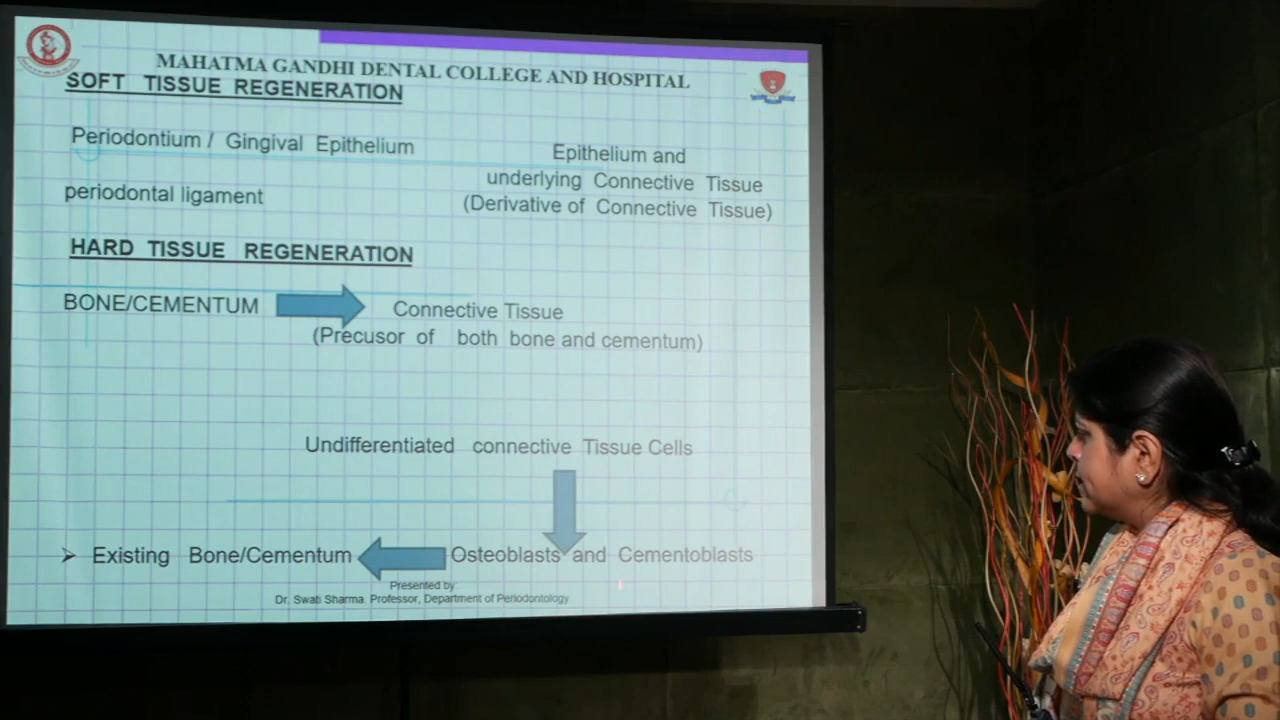 MAHATMA GANDHI DENTAL COLLEGE AND HOSPITAL
SOFT TISSUE REGENERATION
Periodontium / Gingival Epithelium
Epithelium and
underlying Connective Tissue
periodontal ligament
(Derivative of Connective Tissue)
HARD TISSUE REGENERATION
BONE/CEMENTUM
Connective Tissue
(Precusor of both bone and cementum)
Undifferentiated connective Tissue Cells
Existing Bone/Cementum
Osteoblasts and Cementoblasts
Presented by
Dr. Swati Sharma. Professor, Department of Periodontology